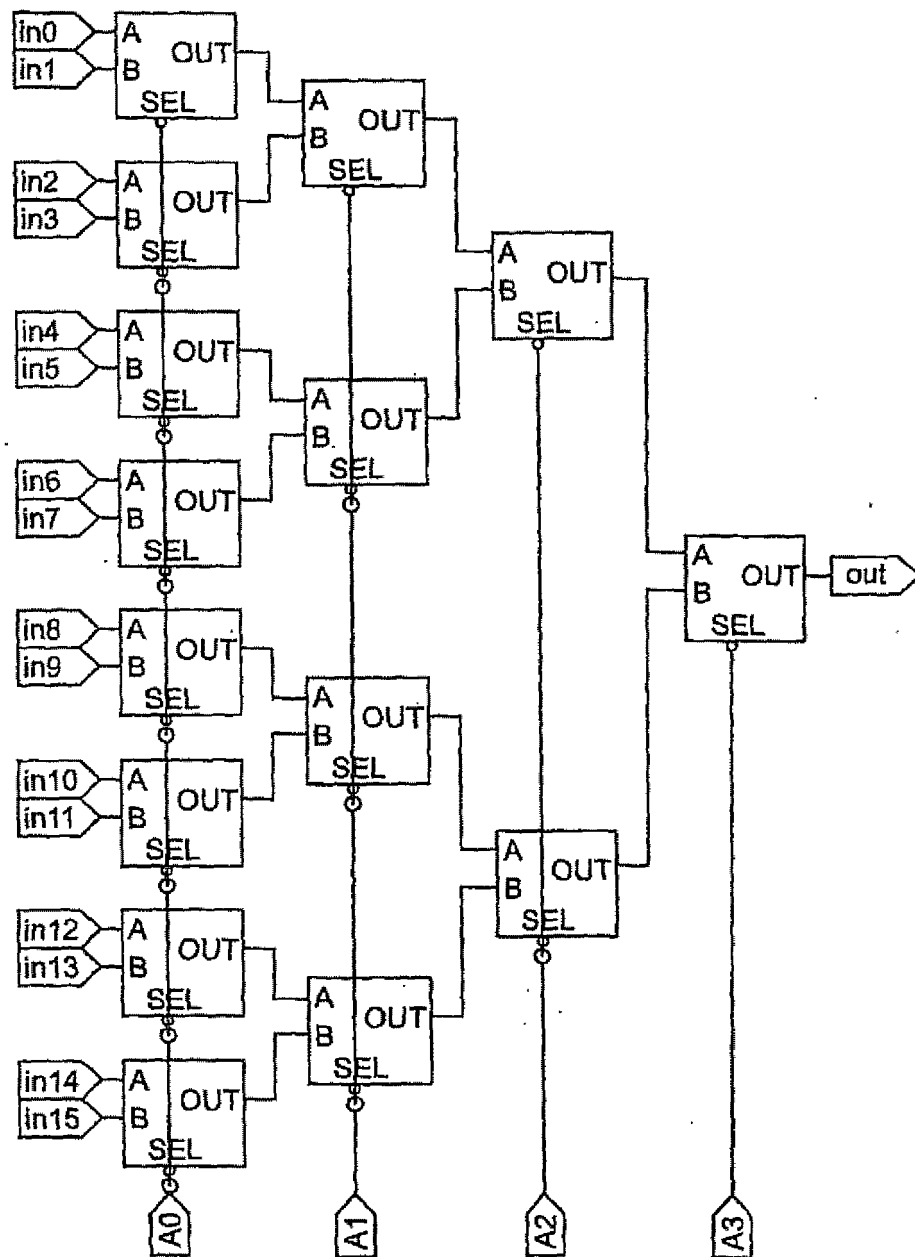 in0 A OUT
in1 B
SEL
A OUT
B
SEL
in2 A OUT
in3 B
SEL
A OUT
B
SEL
in4 A OUT
in5 B
SEL
A OUT
B
SEL
in6 A OUT
in7 B
SEL
A OUT out
B
SEL
in8 A OUT
in9 B
SEL
A OUT
B
SEL
in10 A OUT
in11 B
SEL
A OUT
B
SEL
in12 A OUT
in13 B
SEL
A OUT
B
SEL
in14 A OUT
in15 B
SEL
A0 A1 A2 A3